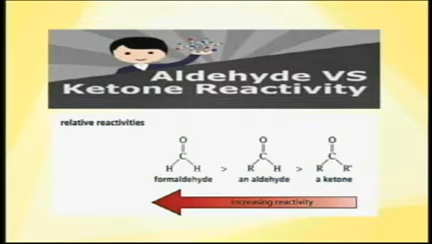 Aldehyde VS
Ketone Reactivity
relative reactivities
O O O
C C C
H H > R H > R R'
formaldehyde an aldehyde a ketone
increasing reactivity